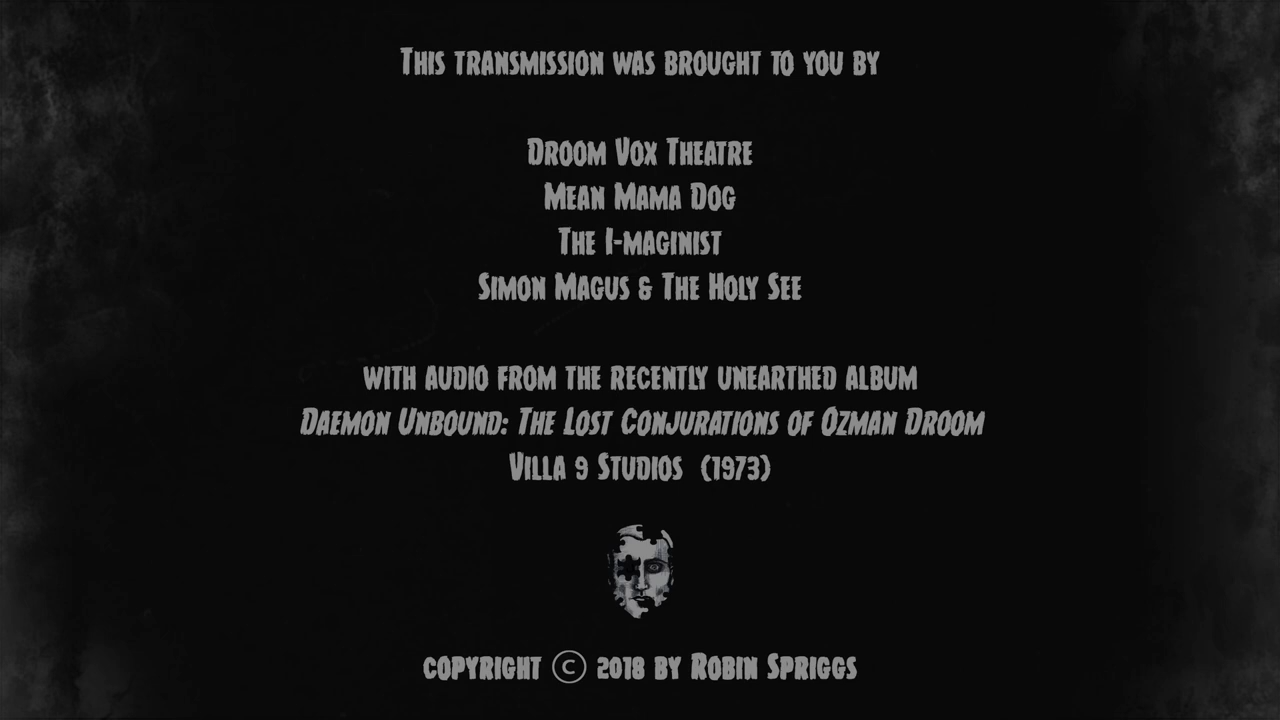 This transmission was brought to you by
Droom Vox Theatre
Mean Mama Dog
The I-maginist
Simon Magus & The Holy See
with audio from the recently unearthed album
Daemon Unbound: The Lost Conjurations of Ozman Droom
Villa 9 Studios (1973)
copyright © 2018 by Robin Spriggs